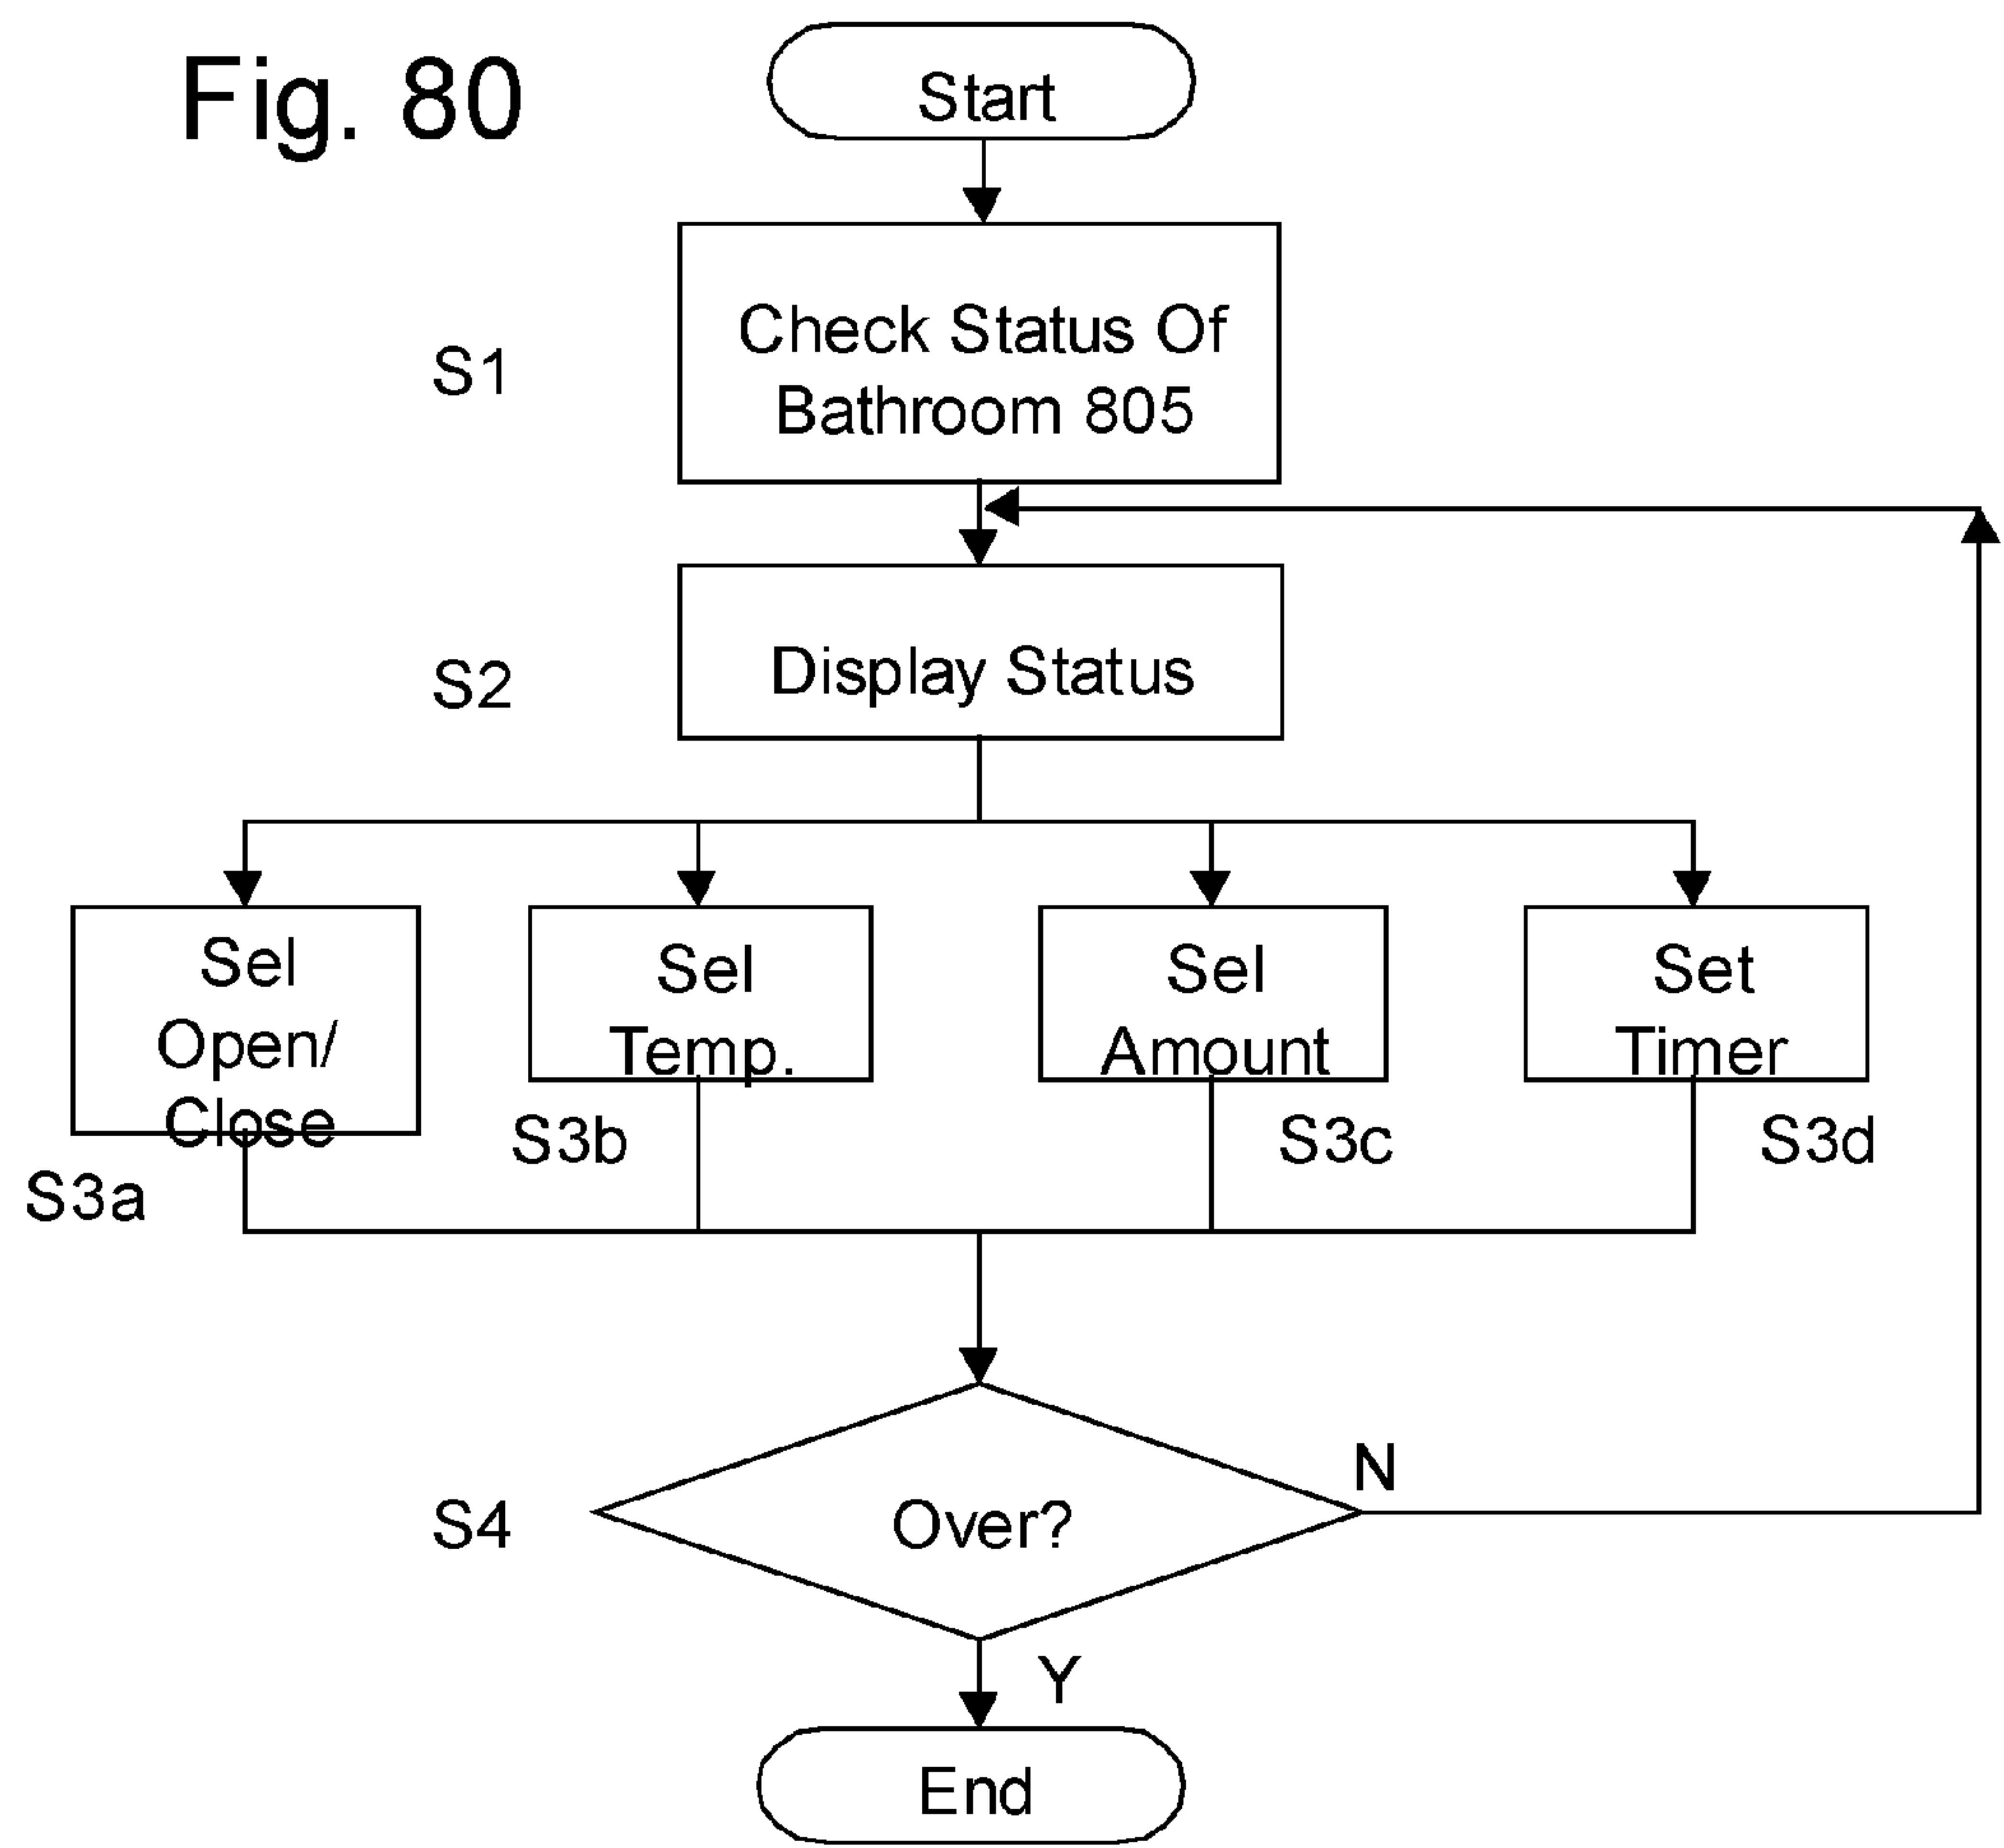 Fig. 80
Start
S1
Check Status Of
Bathroom 805
S2
Display Status
Sel
Open/
Close
S3a
Sel
Temp.
S3b
Sel
Amount
S3c
Set
Timer
S3d
S4
Over?
N
Y
End